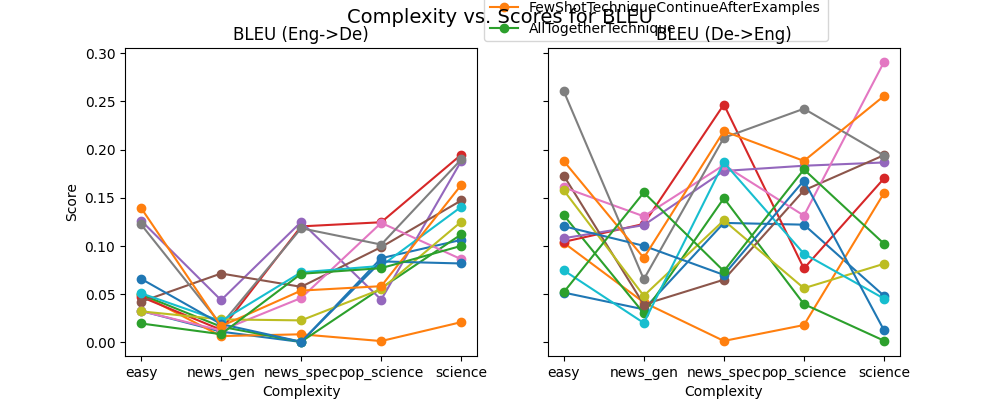 FewShotTechniqueContinueAfterExamples
Complexity vs. Scores for BLEU
AllTogetherTechnique
BLEU (Eng->De)
BLEU (De->Eng)
0.30
0.25
0.20
0.15
0.10
0.05
0.00
Score
easy
news_gen
news_spec
pop_science
science
Complexity
easy
news_gen
news_spec
pop_science
science
Complexity